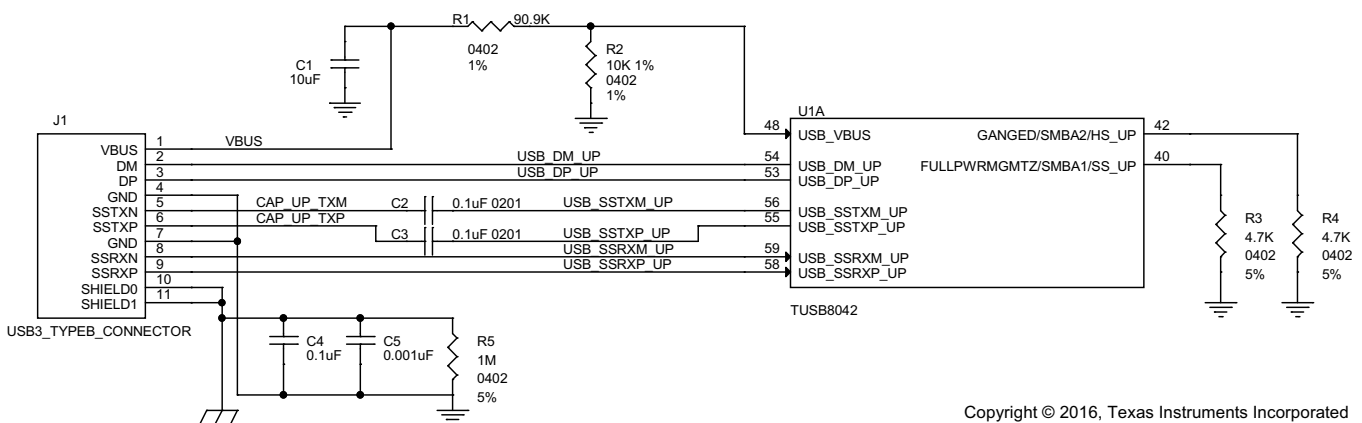 R1 90.9K
0402
1%
C1
10uF
R2
10K 1%
0402
1%
J1
U1A
VBUS 1 VBUS
DM 2 USB_DM_UP
DP 3 USB_DP_UP
GND 4
SSTXN 5 CAP_UP_TXM C2 0.1uF 0201 USB_SSTXM_UP
SSTXP 6 CAP_UP_TXP C3 0.1uF 0201 USB_SSTXP_UP
GND 7
SSRXN 8 USB_SSRXM_UP
SSRXP 9 USB_SSRXP_UP
SHIELD0 10
SHIELD1 11
USB3_TYPEB_CONNECTOR
48 USB_VBUS
54 USB_DM_UP
53 USB_DP_UP
56 USB_SSTXM_UP
55 USB_SSTXP_UP
59 USB_SSRXM_UP
58 USB_SSRXP_UP
GANGED/SMBA2/HS_UP 42
FULLPWRMGMTZ/SMBA1/SS_UP 40
TUSB8042
R3
4.7K
0402
5%
R4
4.7K
0402
5%
C4
0.1uF
C5
0.001uF
R5
1M
0402
5%
Copyright © 2016, Texas Instruments Incorporated